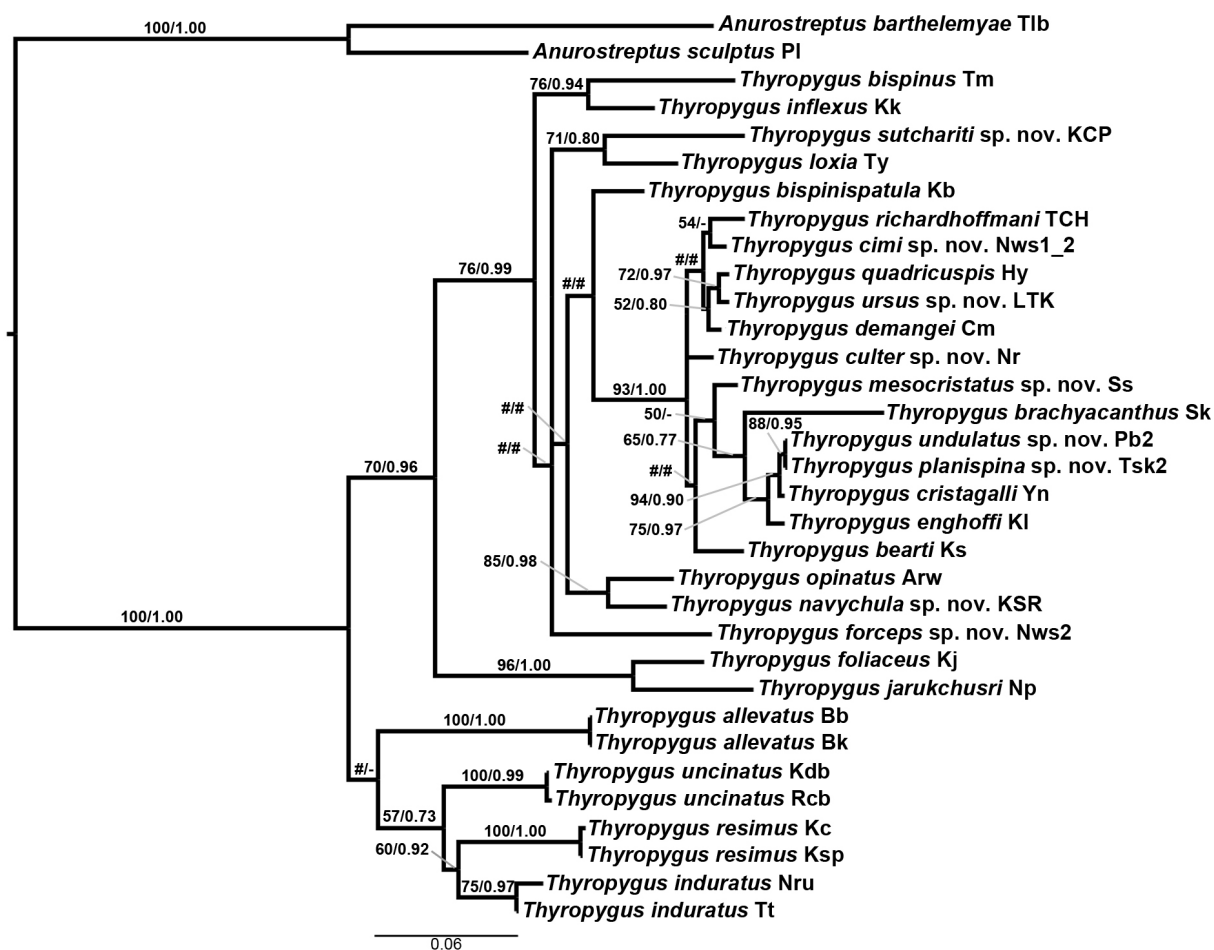 100/1.00
Anurostreptus barthelemyae Tlb
Anurostreptus sculptus Pl
76/0.94
Thyropygus bispinus Tm
Thyropygus inflexus Kk
71/0.80
Thyropygus sutchariti sp. nov. KCP
Thyropygus loxia Ty
Thyropygus bispinispatula Kb
54/-
Thyropygus richardhoffmani TCH
Thyropygus cimi sp. nov. Nws1_2
76/0.99
#/#
#/#
72/0.97
Thyropygus quadricuspis Hy
52/0.80
Thyropygus ursus sp. nov. LTK
Thyropygus demangei Cm
Thyropygus culter sp. nov. Nr
93/1.00
Thyropygus mesocristatus sp. nov. Ss
#/#
50/-
Thyropygus brachyacanthus Sk
88/0.95
65/0.77
Thyropygus undulatus sp. nov. Pb2
#/#
70/0.96
#/#
Thyropygus planispina sp. nov. Tsk2
94/0.90
Thyropygus cristagalli Yn
75/0.97
Thyropygus enghoffi Kl
Thyropygus bearti Ks
85/0.98
Thyropygus opinatus Arw
Thyropygus navychula sp. nov. KSR
100/1.00
Thyropygus forceps sp. nov. Nws2
96/1.00
Thyropygus foliaceus Kj
Thyropygus jarukchusri Np
100/1.00
Thyropygus allevatus Bb
Thyropygus allevatus Bk
#/-
100/0.99
Thyropygus uncinatus Kdb
Thyropygus uncinatus Rcb
57/0.73
100/1.00
Thyropygus resimus Kc
60/0.92
Thyropygus resimus Ksp
75/0.97
Thyropygus induratus Nru
Thyropygus induratus Tt
0.06